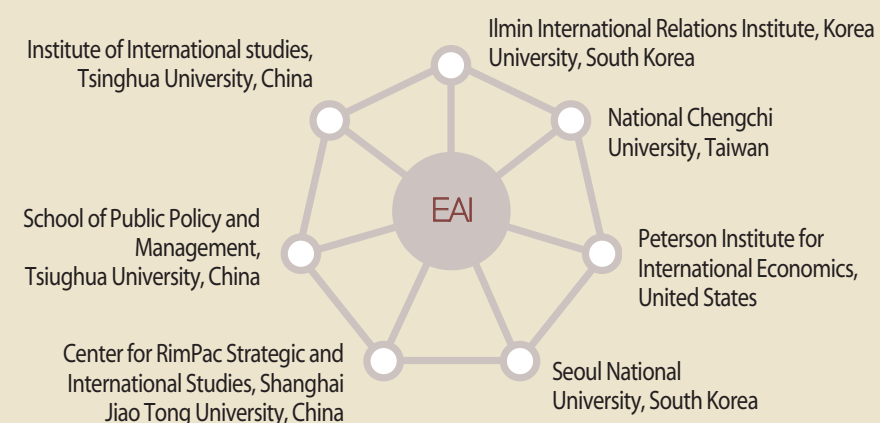 Ilmin International Relations Institute, Korea
University, South Korea
Institute of International studies,
Tsinghua University, China
National Chengchi
University, Taiwan
EAI
School of Public Policy and
Management,
Tsiughua University, China
Peterson Institute for
International Economics,
United States
Center for RimPac Strategic and
International Studies, Shanghai
Jiao Tong University, China
Seoul National
University, South Korea